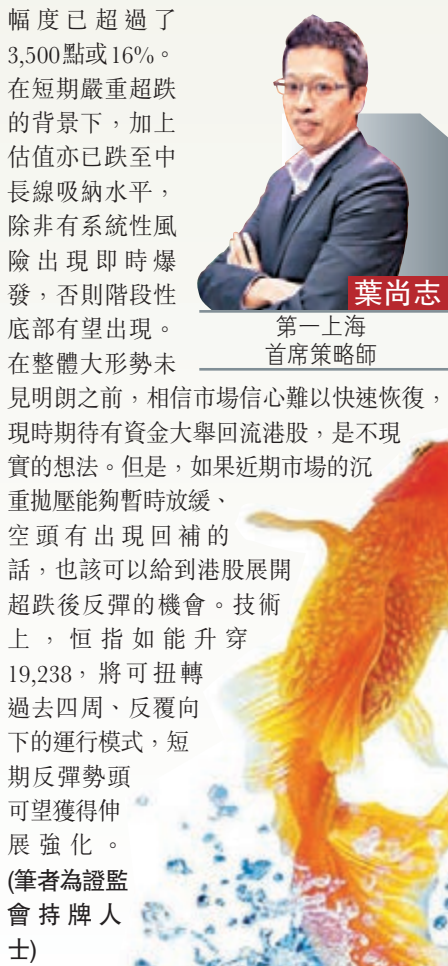 幅度已超過了
3,500點或16%。
在短期嚴重超跌
的背景下，加上
估值亦已跌至中
長線吸納水平，
除非有系統性風
險出現即時爆
發，否則階段性
底部有望出現。
在整體大形勢未
見明朗之前，相信市場信心難以快速恢復，
現時期待有資金大舉回流港股，是不現
實的想法。但是，如果近期市場的沉
重拋壓能夠暫時放緩、
空頭有出現回補的
話，也該可以給到港股展開
超跌後反彈的機會。技術
上，恒指如能升穿
19,238，將可扭轉
過去四周、反覆向
下的運行模式，短
期反彈勢頭
可望獲得伸
展強化。
(筆者為證監
會持牌人
士)
葉尚志
第一上海
首席策略師